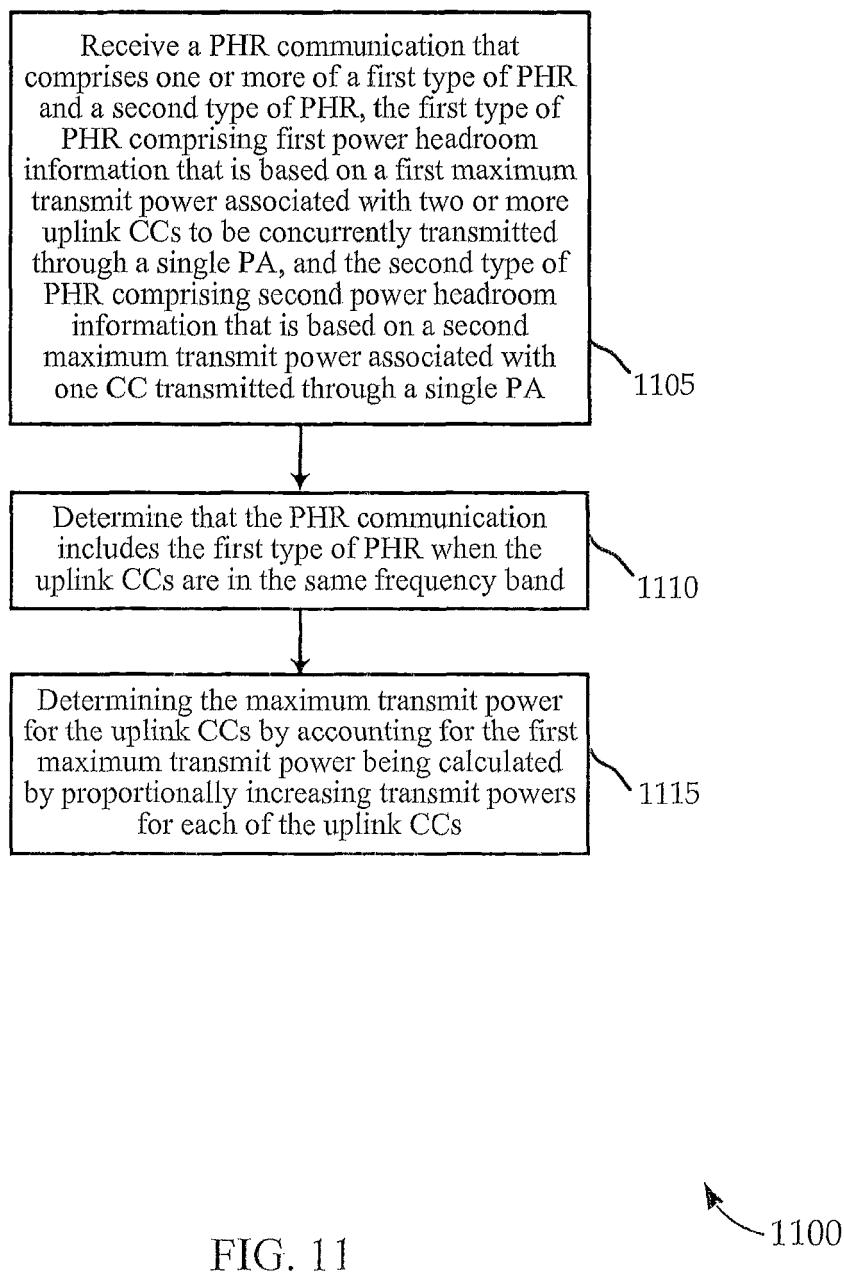 Receive a PHR communication that
comprises one or more of a first type of PHR
and a second type of PHR, the first type of
PHR comprising first power headroom
information that is based on a first maximum
transmit power associated with two or more
uplink CCs to be concurrently transmitted
through a single PA, and the second type of
PHR comprising second power headroom
information that is based on a second
maximum transmit power associated with
one CC transmitted through a single PA
1105
Determine that the PHR communication
includes the first type of PHR when the
uplink CCs are in the same frequency band
1110
Determining the maximum transmit power
for the uplink CCs by accounting for the first
maximum transmit power being calculated
by proportionally increasing transmit powers
for each of the uplink CCs
1115
1100
FIG. 11